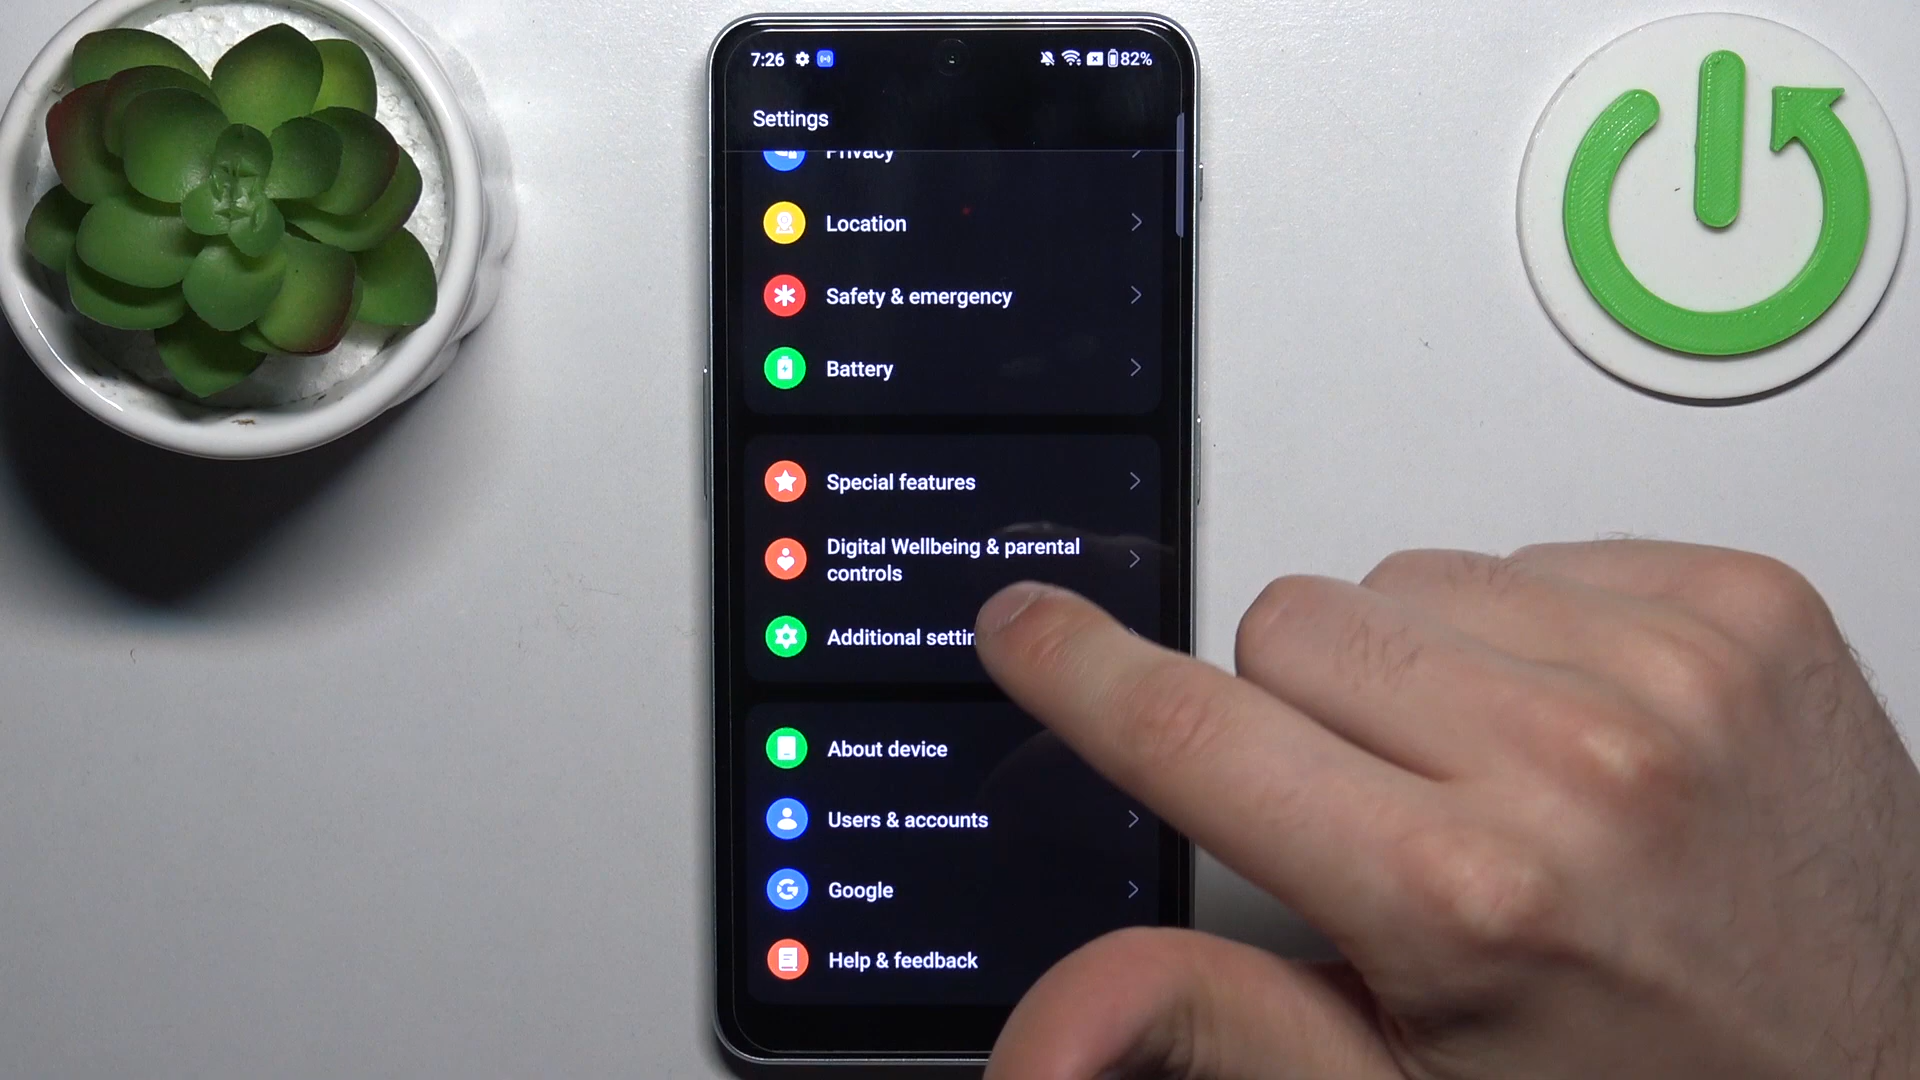 7:26 82%
Settings
Privacy
Location
Safety & emergency
Battery
Special features
Digital Wellbeing & parental
controls
Additional settin
About device
Users & accounts
Google
Help & feedback